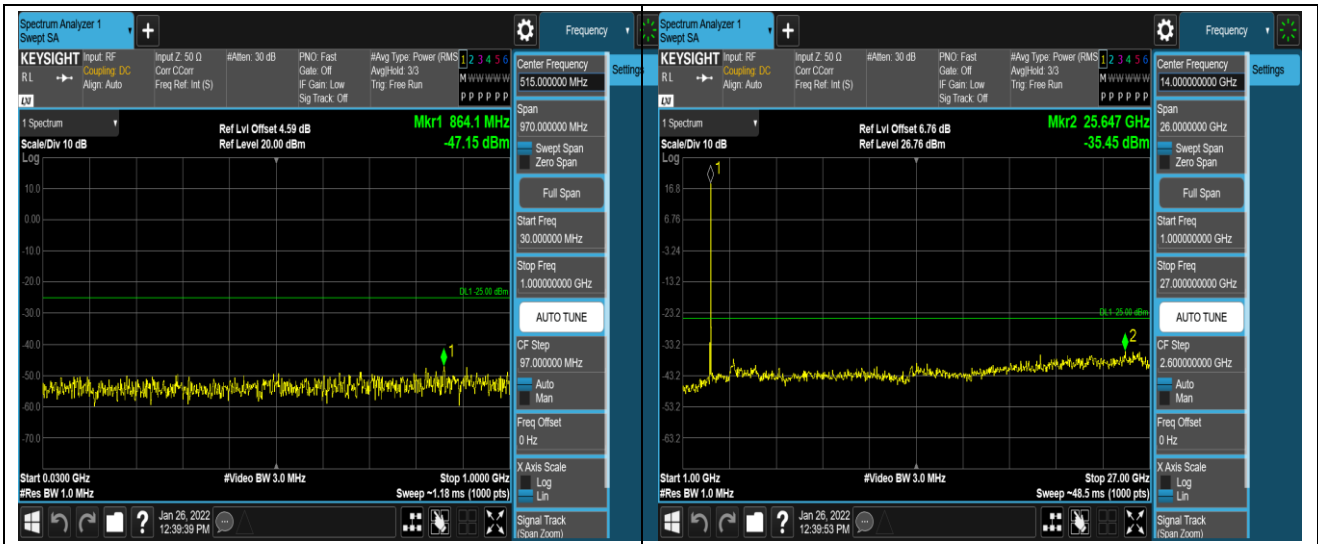 Spectrum Analyzer 1
Swept SA
+
Frequency
KEYSIGHT
RL
LXI
Input: RF
Coupling: DC
Align: Auto
Input Z: 50 Ω
Corr CCorr
Freq Ref: Int (S)
#Atten: 30 dB
PNO: Fast
Gate: Off
IF Gain: Low
Sig Track: Off
#Avg Type: Power (RMS
Avg|Hold: 3/3
Trig: Free Run
1 2 3 4 5 6
M W W W W W
P P P P P P
Center Frequency
515.000000 MHz
Settings
1 Spectrum
Scale/Div 10 dB
Log
Ref Lvl Offset 4.59 dB
Ref Level 20.00 dBm
Mkr1 864.1 MHz
-47.15 dBm
10.0
0.00
-10.0
-20.0
-30.0
-40.0
-50.0
-60.0
-70.0
DL1 -25.00 dBm
1
Start 0.0300 GHz
#Res BW 1.0 MHz
#Video BW 3.0 MHz
Stop 1.0000 GHz
Sweep ~1.18 ms (1000 pts)
Span
970.000000 MHz
Swept Span
Zero Span
Full Span
Start Freq
30.000000 MHz
Stop Freq
1.000000000 GHz
AUTO TUNE
CF Step
97.000000 MHz
Auto
Man
Freq Offset
0 Hz
X Axis Scale
Log
Lin
Signal Track
(Span Zoom)
?
Jan 26, 2022
12:39:39 PM
Spectrum Analyzer 1
Swept SA
+
Frequency
KEYSIGHT
RL
LXI
Input: RF
Coupling: DC
Align: Auto
Input Z: 50 Ω
Corr CCorr
Freq Ref: Int (S)
#Atten: 30 dB
PNO: Fast
Gate: Off
IF Gain: Low
Sig Track: Off
#Avg Type: Power (RMS
Avg|Hold: 3/3
Trig: Free Run
1 2 3 4 5 6
M W W W W W
P P P P P P
Center Frequency
14.000000000 GHz
Settings
1 Spectrum
Scale/Div 10 dB
Log
Ref Lvl Offset 6.76 dB
Ref Level 26.76 dBm
Mkr2 25.647 GHz
-35.45 dBm
16.8
6.76
-3.24
-13.2
-23.2
-33.2
-43.2
-53.2
-63.2
1
DL1 -25.00 dBm
2
Start 1.00 GHz
#Res BW 1.0 MHz
#Video BW 3.0 MHz
Stop 27.00 GHz
Sweep ~48.5 ms (1000 pts)
Span
26.0000000 GHz
Swept Span
Zero Span
Full Span
Start Freq
1.000000000 GHz
Stop Freq
27.000000000 GHz
AUTO TUNE
CF Step
2.600000000 GHz
Auto
Man
Freq Offset
0 Hz
X Axis Scale
Log
Lin
Signal Track
(Span Zoom)
?
Jan 26, 2022
12:39:53 PM